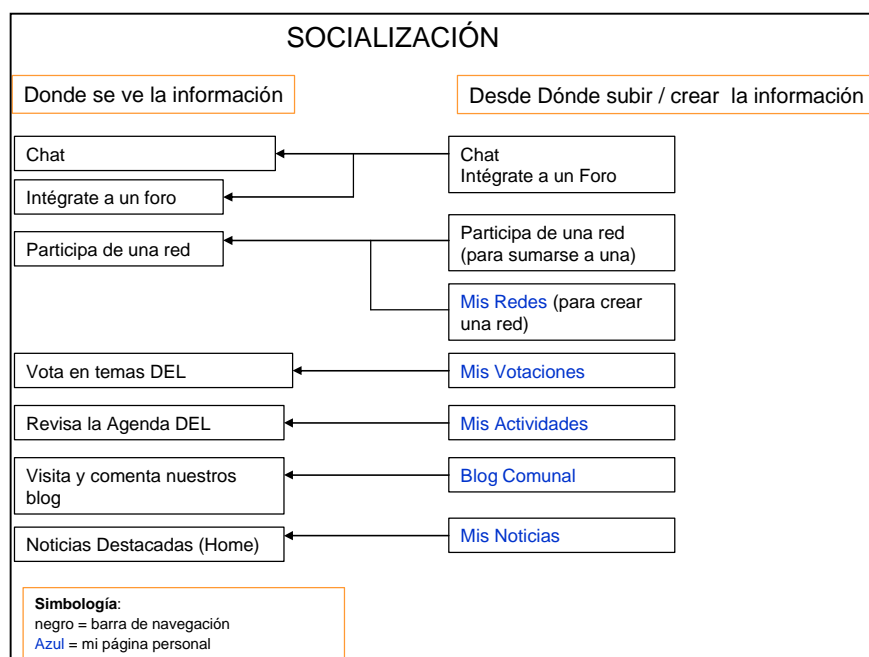 SOCIALIZACIÓN
Donde se ve la información
Desde Dónde subir / crear la información
Chat
Chat
Intégrate a un Foro
Intégrate a un foro
Participa de una red
Participa de una red
(para sumarse a una)
Mis Redes (para crear
una red)
Vota en temas DEL
Mis Votaciones
Revisa la Agenda DEL
Mis Actividades
Visita y comenta nuestros
blog
Blog Comunal
Noticias Destacadas (Home)
Mis Noticias
Simbología:
negro = barra de navegación
Azul = mi página personal